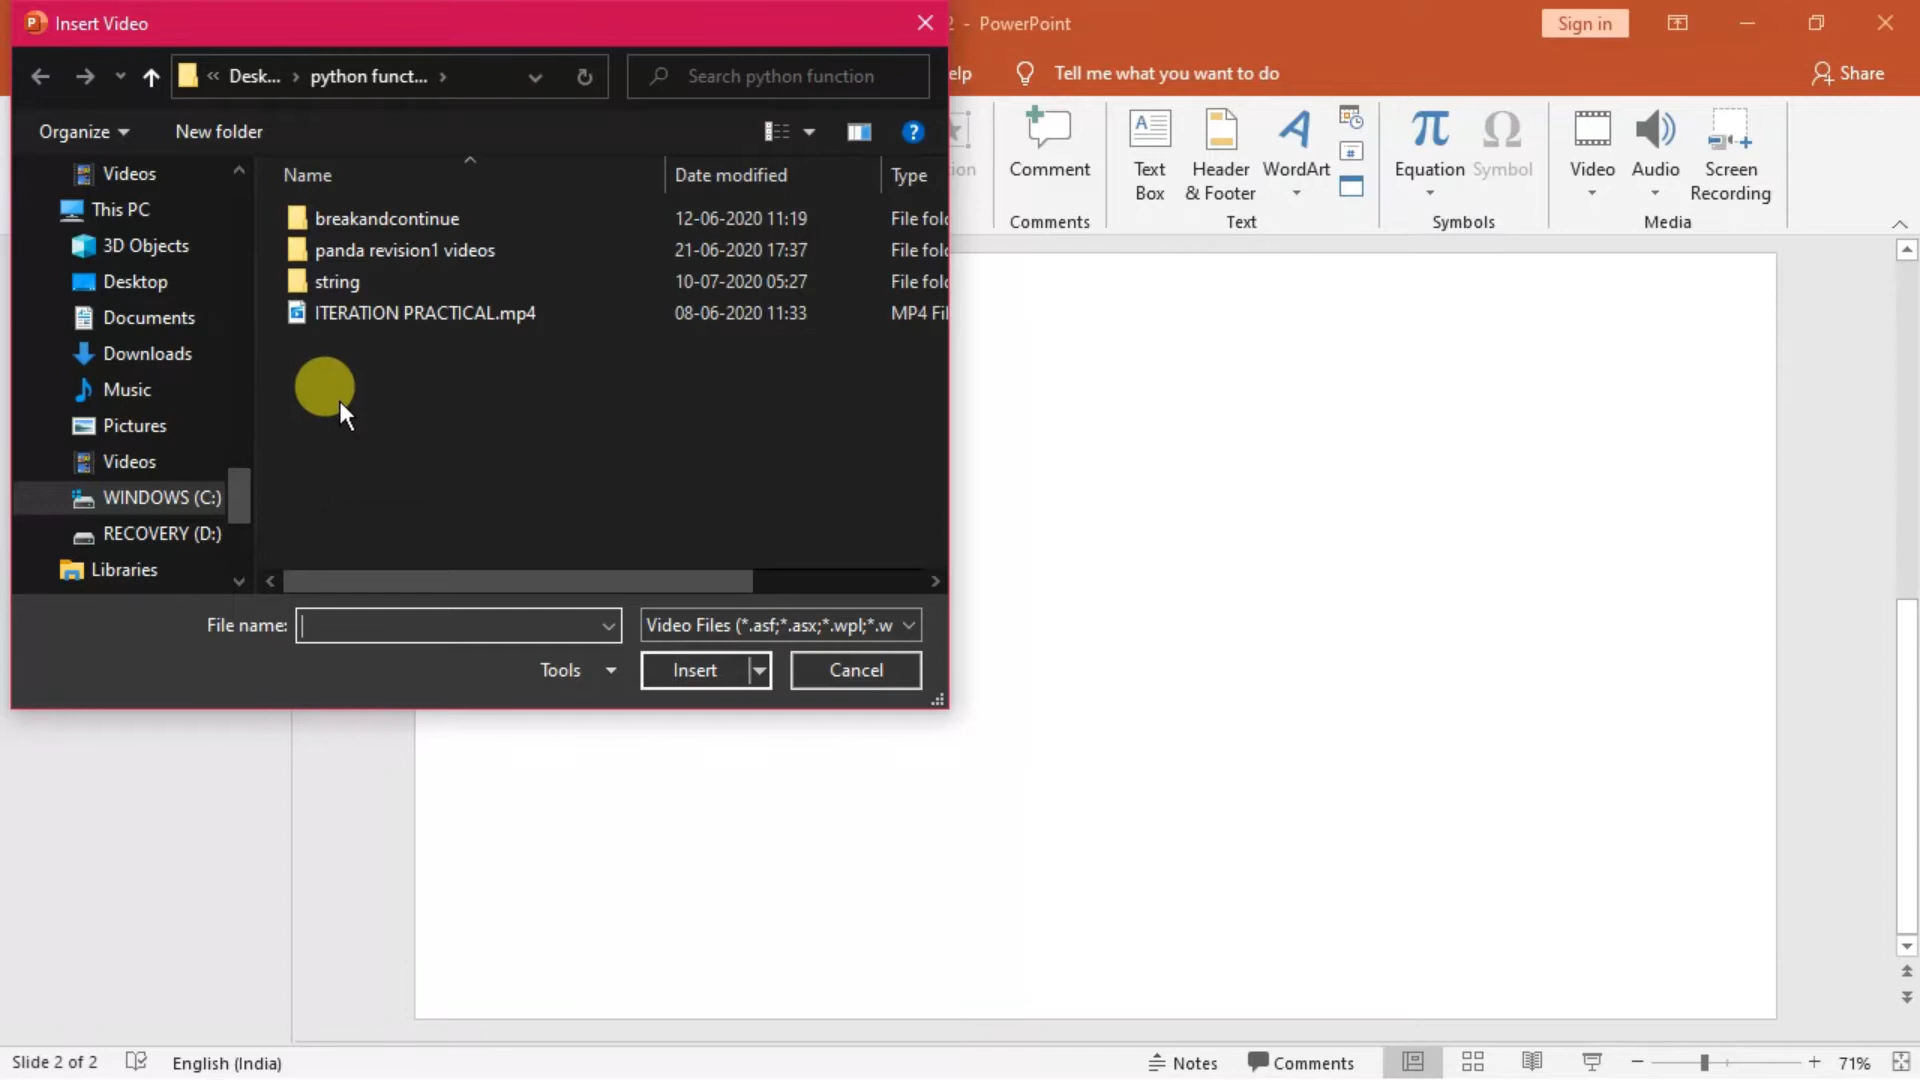 Insert Video
2 - PowerPoint
Sign in
« Desk... › python funct... ›
Search python function
elp
Tell me what you want to do
Share
Organize
New folder
Comment
Text Box
Header & Footer
WordArt
Equation
Symbol
Video
Audio
Screen Recording
Comments
Text
Symbols
Media
Name
Date modified
Type
breakandcontinue 12-06-2020 11:19 File fol
panda revision1 videos 21-06-2020 17:37 File fol
string 10-07-2020 05:27 File fol
ITERATION PRACTICAL.mp4 08-06-2020 11:33 MP4 Fil
Videos
This PC
3D Objects
Desktop
Documents
Downloads
Music
Pictures
Videos
WINDOWS (C:)
RECOVERY (D:)
Libraries
File name:
Video Files (*.asf;*.asx;*.wpl;*.w
Tools
Insert
Cancel
Slide 2 of 2
English (India)
Notes
Comments
71%